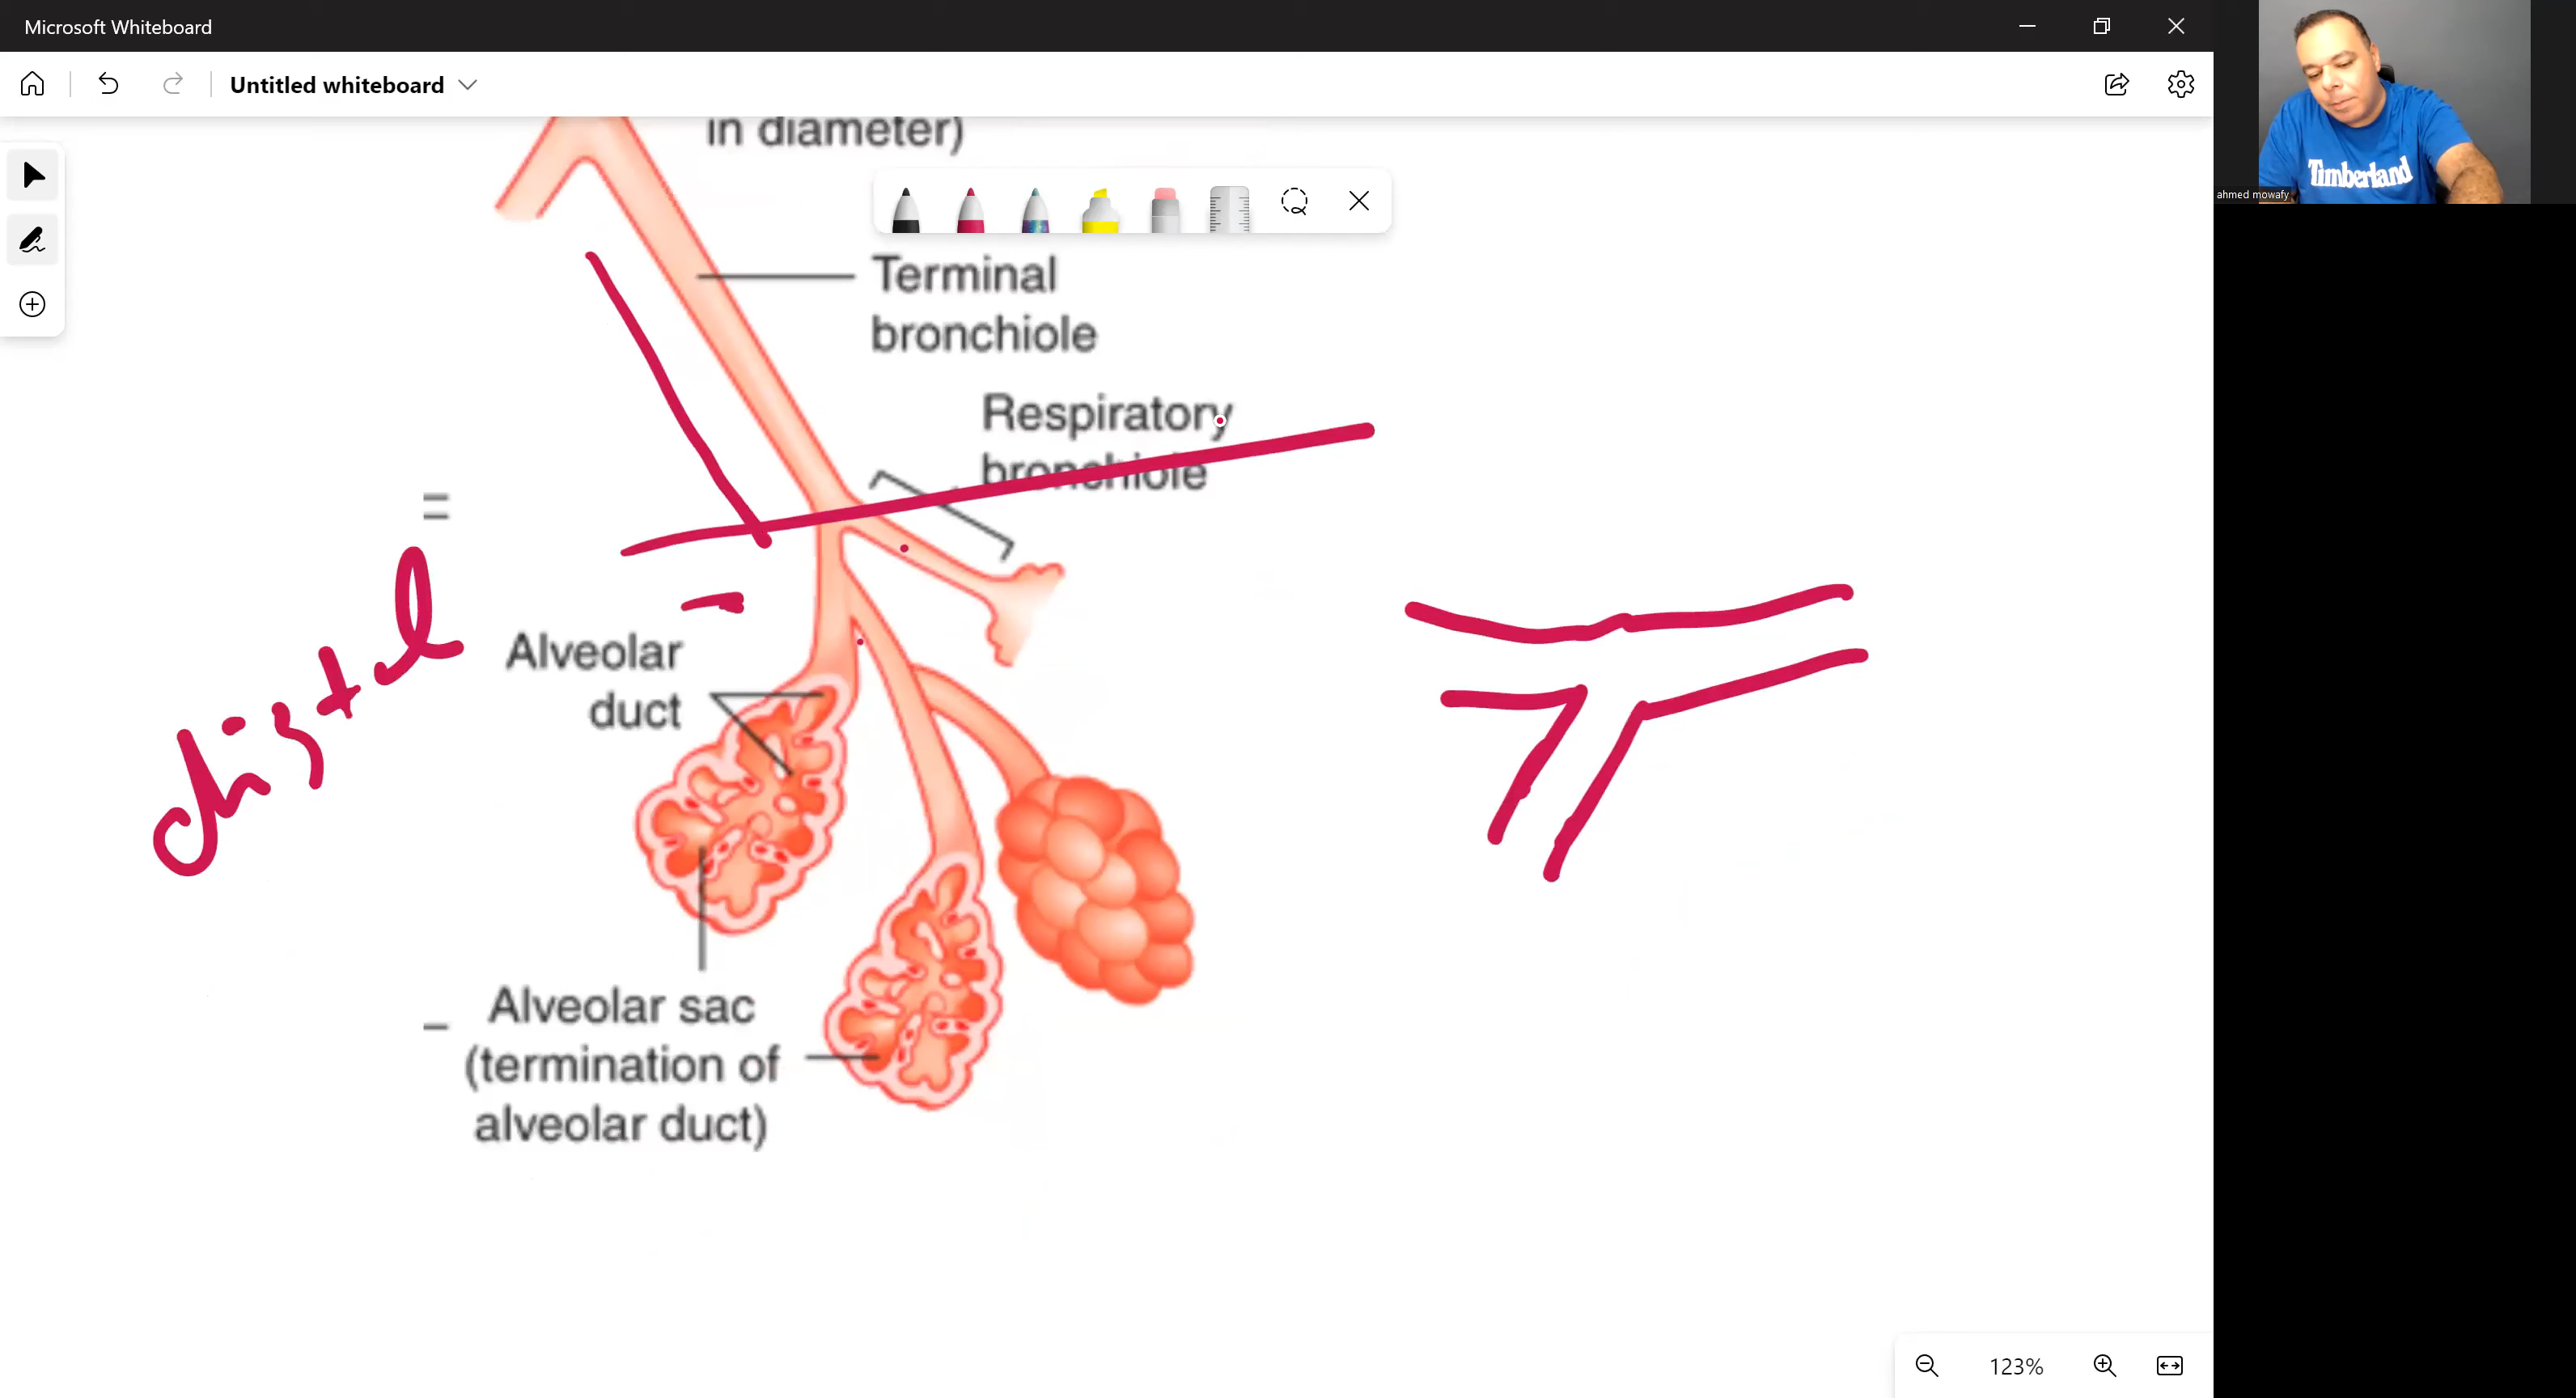 Microsoft Whiteboard
Untitled whiteboard
in diameter)
Terminal
bronchiole
Respiratory
bronchiole
Alveolar
duct
distal
Alveolar sac
(termination of
alveolar duct)
Timberland
ahmed mowafy
123%